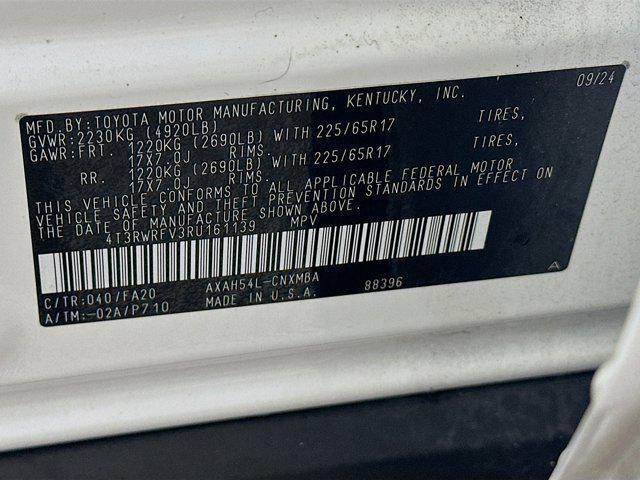 MFD.BY:TOYOTA MOTOR MANUFACTURING, KENTUCKY, INC. 09/24
GVWR:2230KG (4920LB)
GAWR:FRT. 1220KG (2690LB) WITH 225/65R17 TIRES,
17X7.0J RIMS.
RR. 1220KG (2690LB) WITH 225/65R17 TIRES,
17X7.0J RIMS.
THIS VEHICLE CONFORMS TO ALL APPLICABLE FEDERAL MOTOR
VEHICLE SAFETY AND THEFT PREVENTION STANDARDS IN EFFECT ON
THE DATE OF MANUFACTURE SHOWN ABOVE.
4T3RWRFV3RU161139 MPV
C/TR:040/FA20 AXAH54L-CNXMBA 88396 A
A/TM:-02A/P710 MADE IN U.S.A.